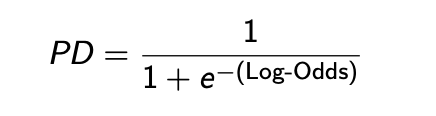 PD = 1 / (1 + e^−(Log-Odds))